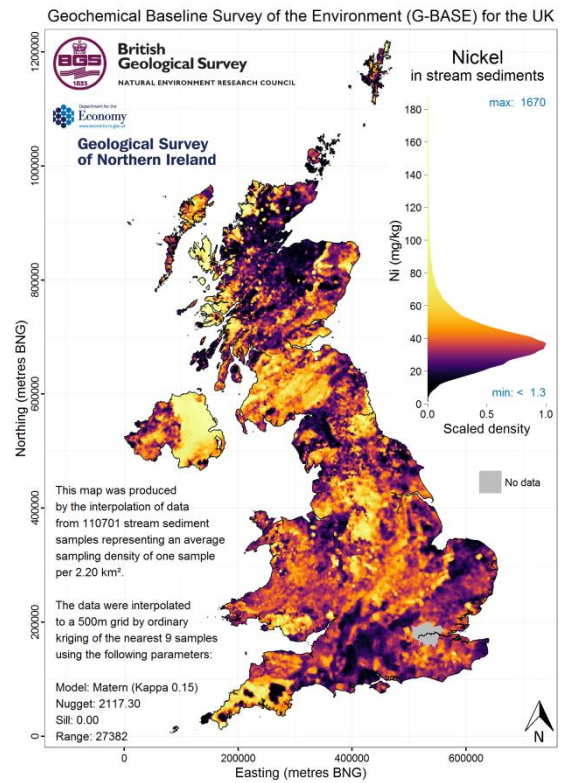 Geochemical Baseline Survey of the Environment (G-BASE) for the UK
BGS
1835
British
Geological Survey
NATURAL ENVIRONMENT RESEARCH COUNCIL
Department for the
Economy
www.economy-ni.gov.uk
Geological Survey
of Northern Ireland
Nickel
in stream sediments
max: 1670
180
160
140
120
100
80
60
40
20
0
Ni (mg/kg)
min: < 1.3
0.0
0.5
1.0
Scaled density
No data
This map was produced
by the interpolation of data
from 110701 stream sediment
samples representing an average
sampling density of one sample
per 2.20 km².
The data were interpolated
to a 500m grid by ordinary
kriging of the nearest 9 samples
using the following parameters:
Model: Matern (Kappa 0.15)
Nugget: 2117.30
Sill: 0.00
Range: 27382
N
1200000
1000000
800000
600000
400000
200000
0
Northing (metres BNG)
0
200000
400000
600000
Easting (metres BNG)